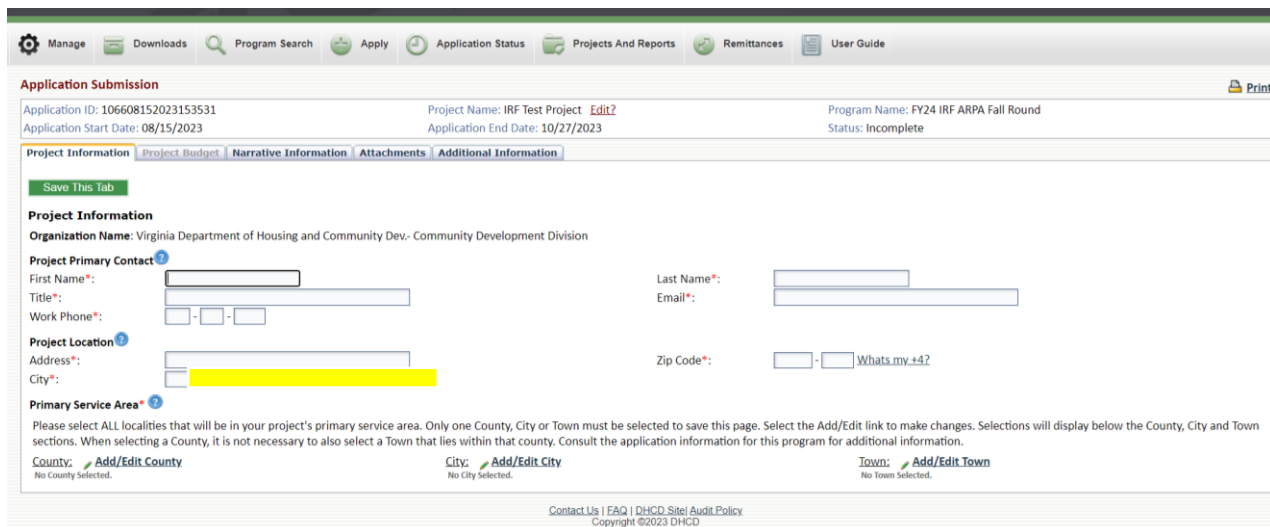 Manage Downloads Program Search Apply Application Status Projects And Reports Remittances User Guide
Application Submission Print
Application ID: 106608152023153531 Project Name: IRF Test Project Edit? Program Name: FY24 IRF ARPA Fall Round
Application Start Date: 08/15/2023 Application End Date: 10/27/2023 Status: Incomplete
Project Information Project Budget Narrative Information Attachments Additional Information
Save This Tab
Project Information
Organization Name: Virginia Department of Housing and Community Dev.- Community Development Division
Project Primary Contact ?
First Name*: Last Name*:
Title*: Email*:
Work Phone*: - -
Project Location ?
Address*: Zip Code*: - Whats my +4?
City*:
Primary Service Area* ?
Please select ALL localities that will be in your project's primary service area. Only one County, City or Town must be selected to save this page. Select the Add/Edit link to make changes. Selections will display below the County, City and Town
sections. When selecting a County, it is not necessary to also select a Town that lies within that county. Consult the application information for this program for additional information.
County: Add/Edit County City: Add/Edit City Town: Add/Edit Town
No County Selected. No City Selected. No Town Selected.
Contact Us | FAQ | DHCD Site| Audit Policy
Copyright ©2023 DHCD